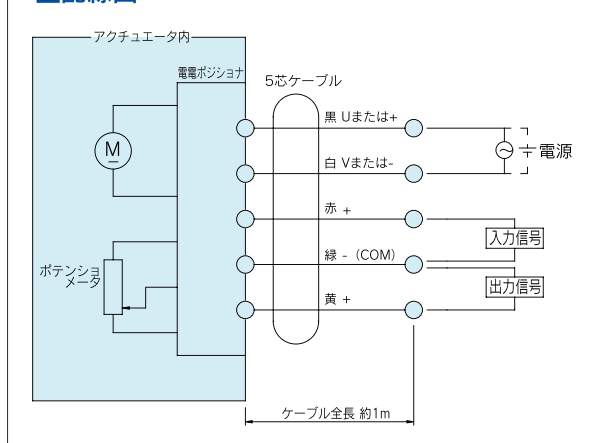 アクチュエータ内
電電ポジショナ
5芯ケーブル
黒 Uまたは+
M
電源
白 Vまたは-
赤 +
入力信号
緑 - (COM)
ポテンショ
メータ
出力信号
黄 +
ケーブル全長 約1m